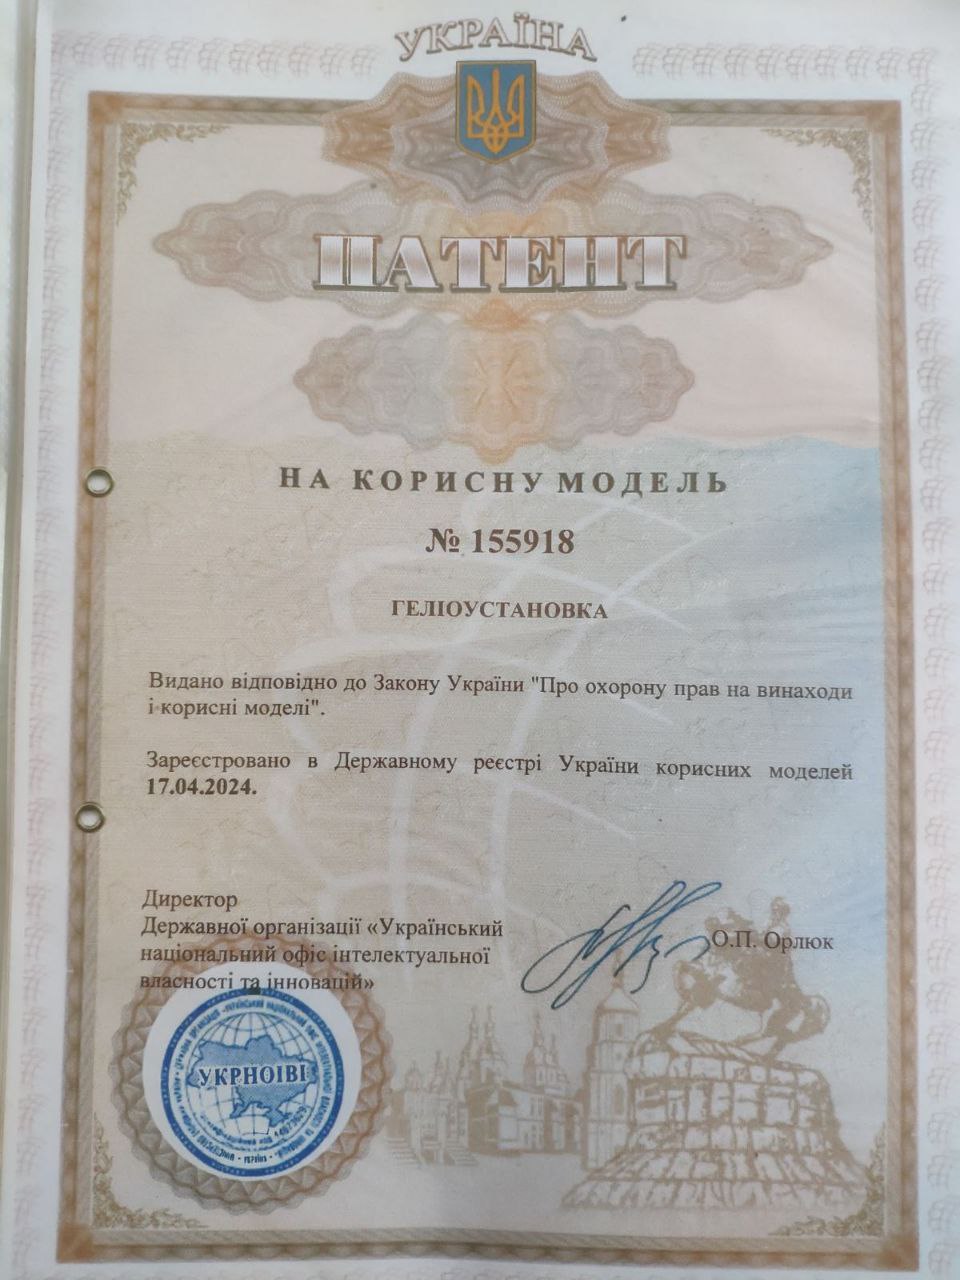 УКРАЇНА
ПАТЕНТ
НА КОРИСНУ МОДЕЛЬ
№ 155918
ГЕЛІОУСТАНОВКА
Видано відповідно до Закону України "Про охорону прав на винаходи
і корисні моделі".
Зареєстровано в Державному реєстрі України корисних моделей
17.04.2024.
Директор
Державної організації «Український
національний офіс інтелектуальної
власності та інновацій»
О.П. Орлюк
УКРНОІВІ